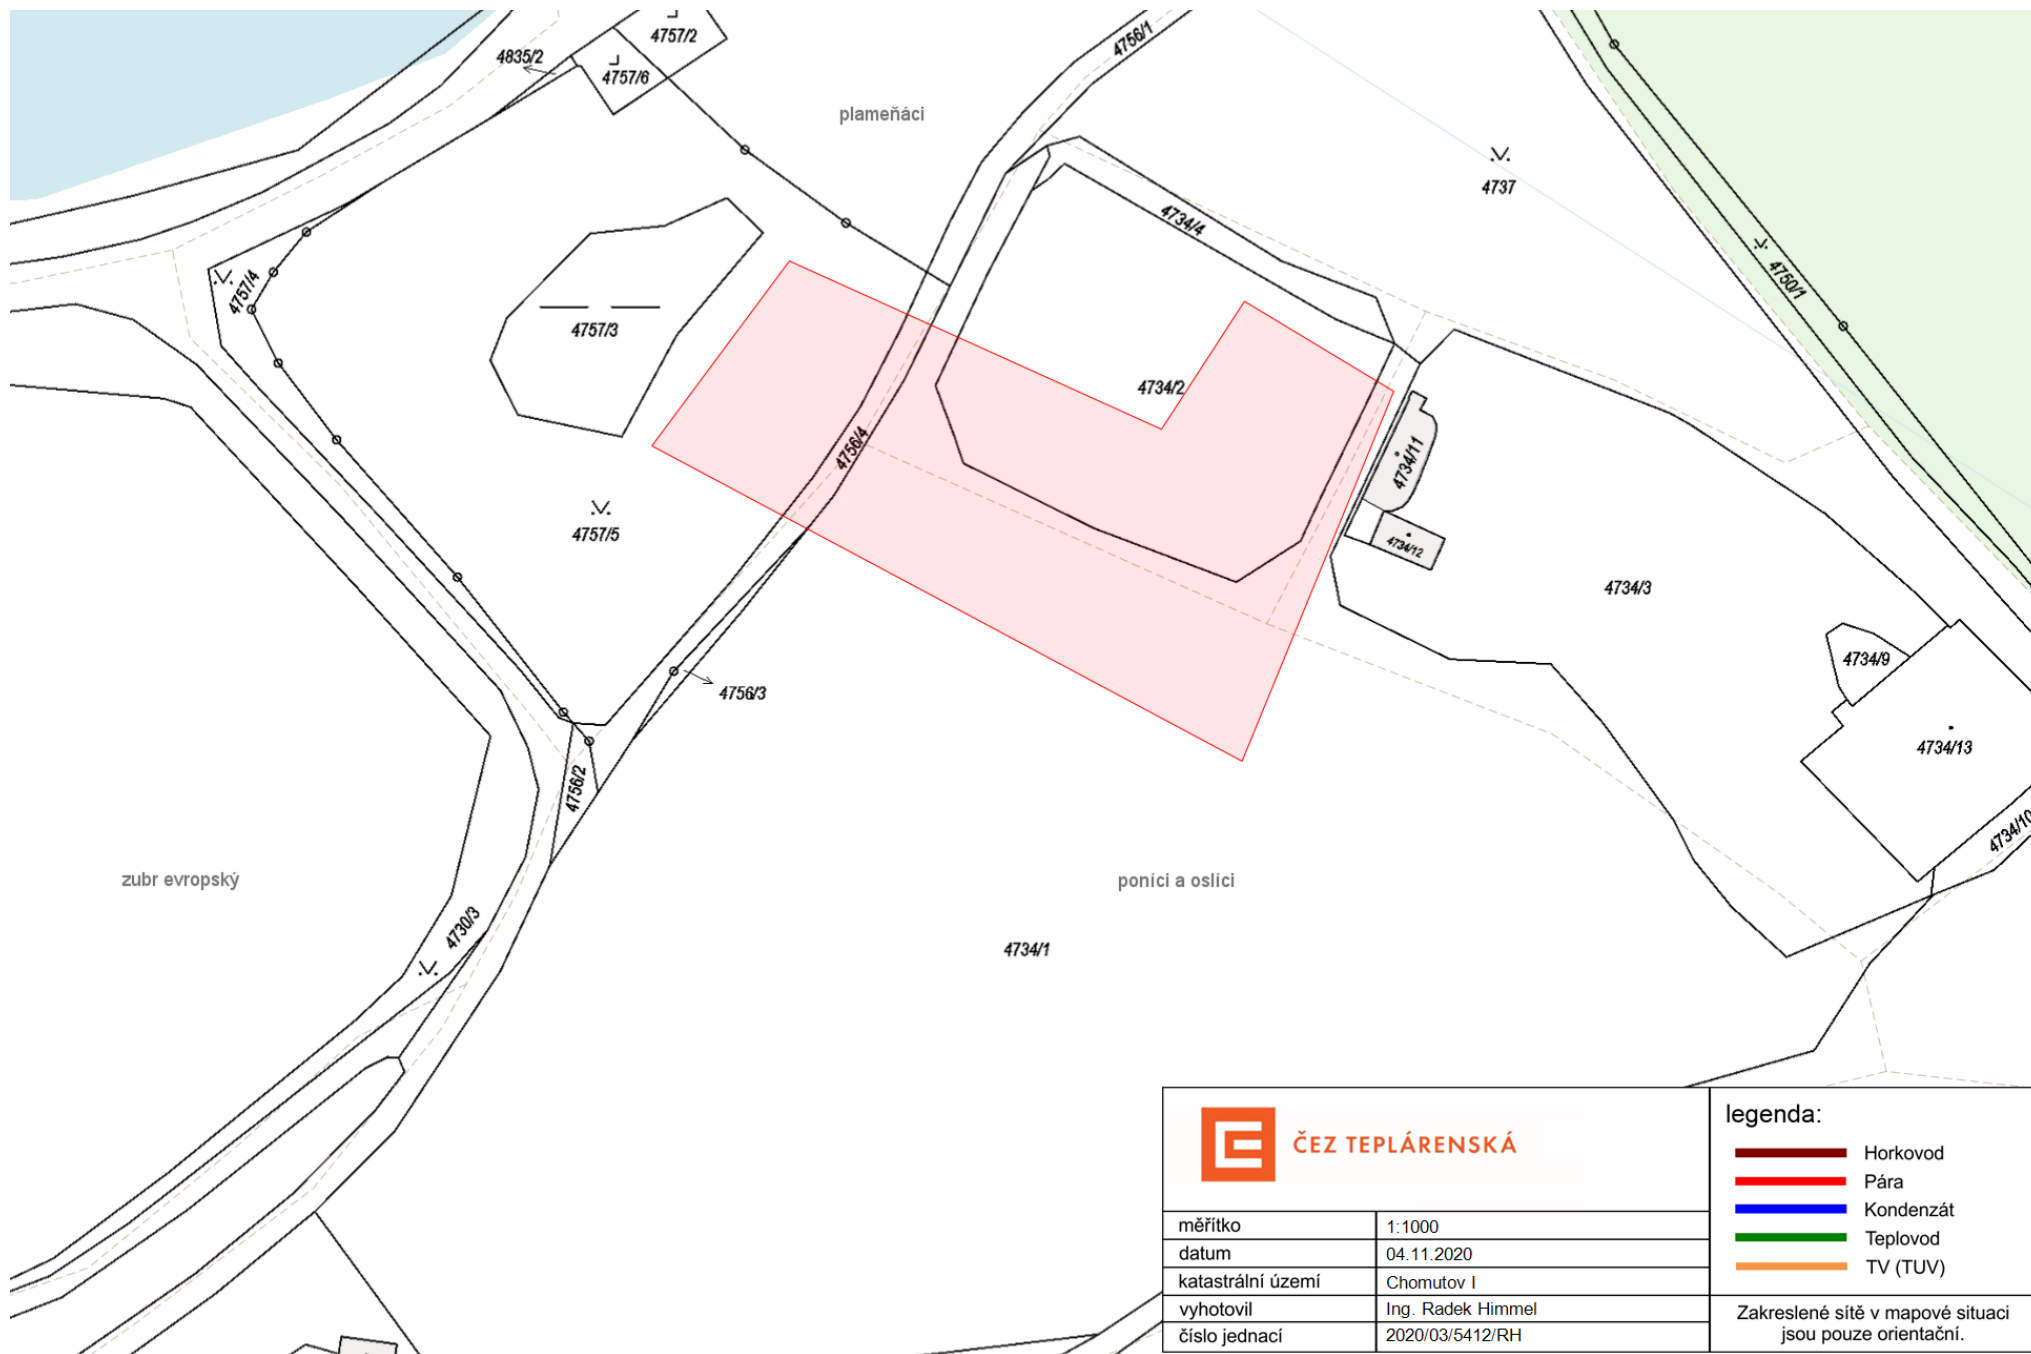 4757/2
4835/2
4757/6
4756/1
plameňáci
4737
4734/4
4757/4
4750/1
4757/3
4734/2
4756/4
4734/11
4757/5
4734/12
4734/3
4734/9
4756/3
4734/13
4756/2
4734/10
zubr evropský
poníci a oslíci
4730/3
4734/1
ČEZ TEPLÁRENSKÁ
měřítko 1:1000
datum 04.11.2020
katastrální území Chomutov I
vyhotovil Ing. Radek Himmel
číslo jednací 2020/03/5412/RH
legenda:
Horkovod
Pára
Kondenzát
Teplovod
TV (TUV)
Zakreslené sítě v mapové situaci
jsou pouze orientační.